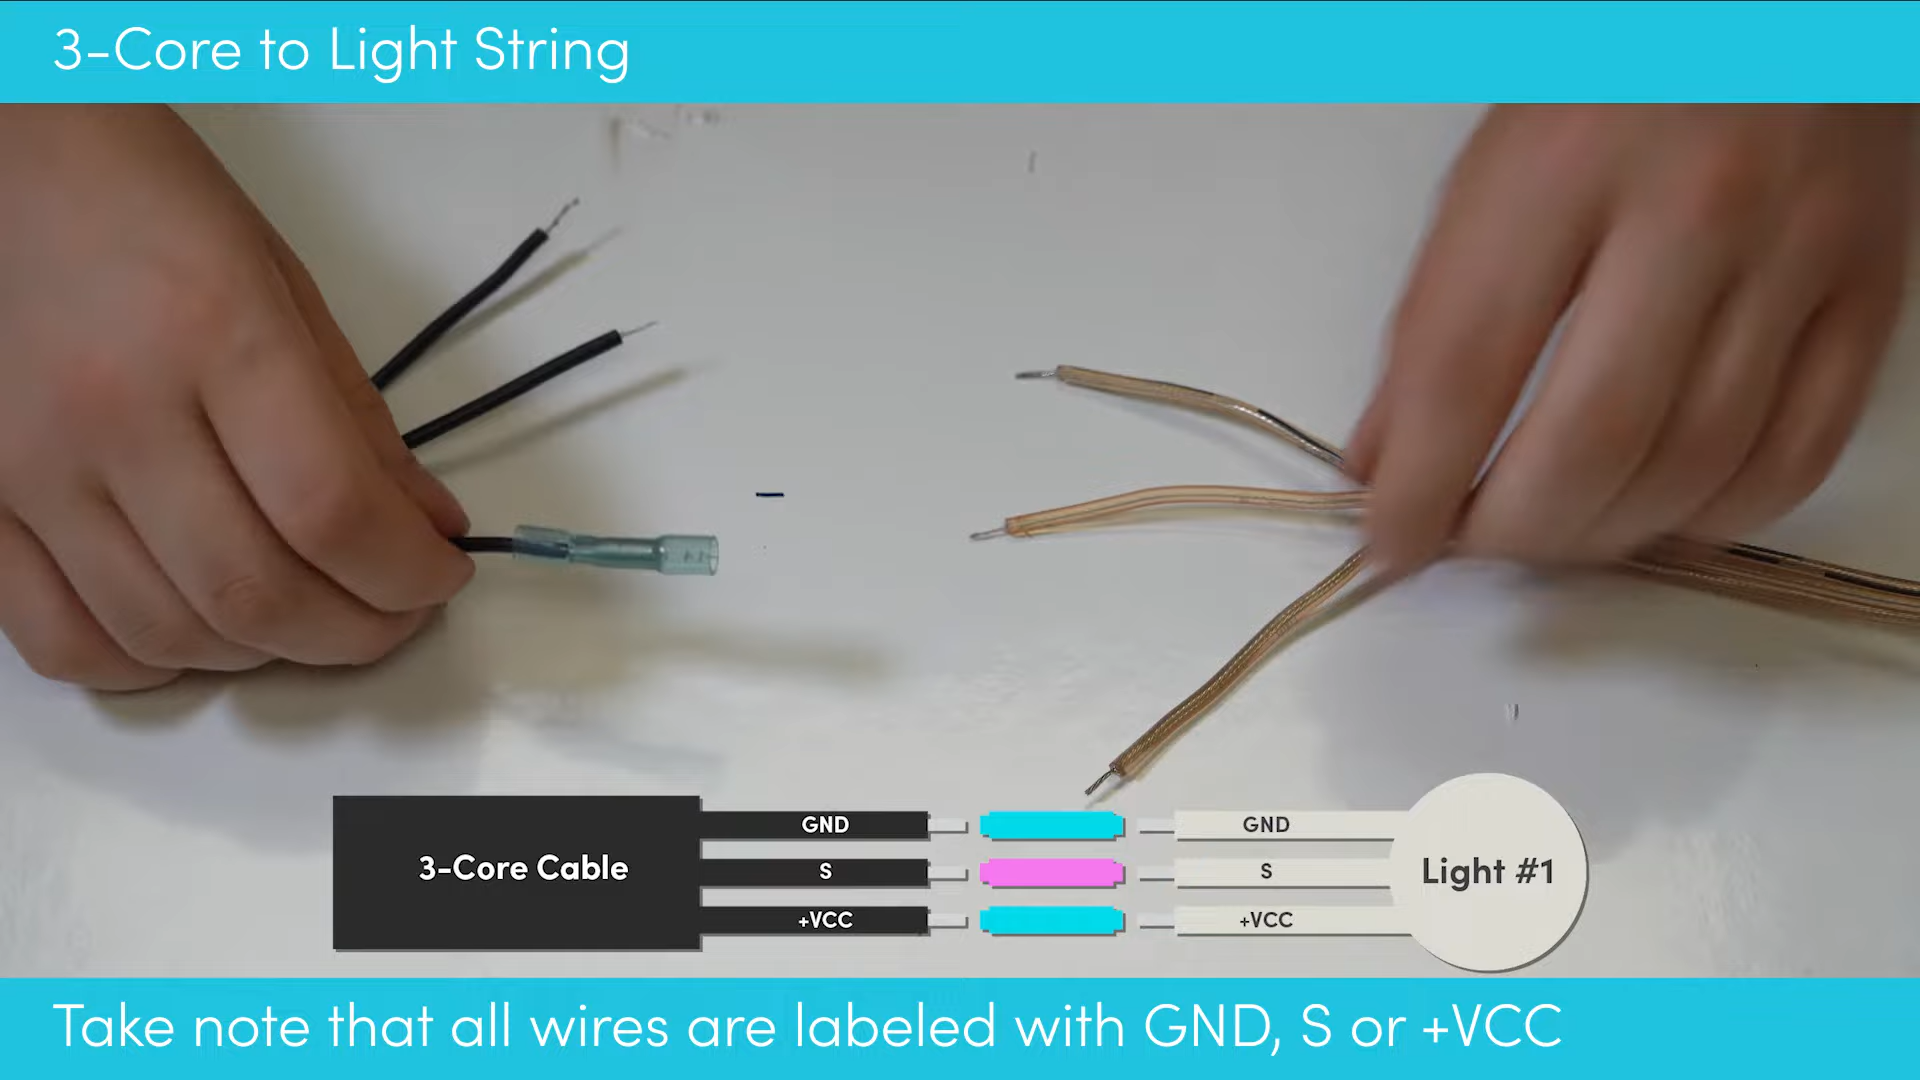 3-Core to Light String
GND
GND
3-Core Cable
S
S
Light #1
+VCC
+VCC
Take note that all wires are labeled with GND, S or +VCC